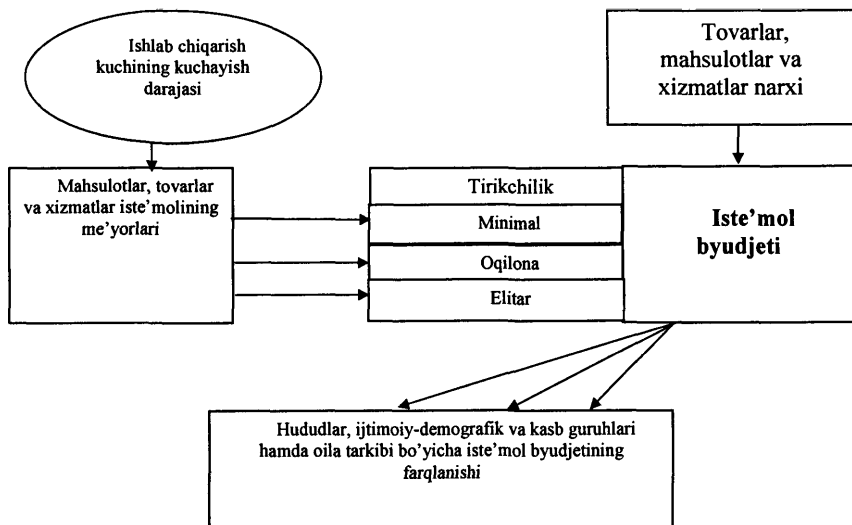 Ishlab chiqarish
kuchining kuchayish
darajasi
Tovarlar,
mahsulotlar va
xizmatlar narxi
Mahsulotlar, tovarlar
va xizmatlar iste'molining
me'yorlari
Tirikchilik
Minimal
Oqilona
Elitar
Iste'mol
byudjeti
Hududlar, ijtimoiy-demografik va kasb guruhlari
hamda oila tarkibi bo'yicha iste'mol byudjetining
farqlanishi